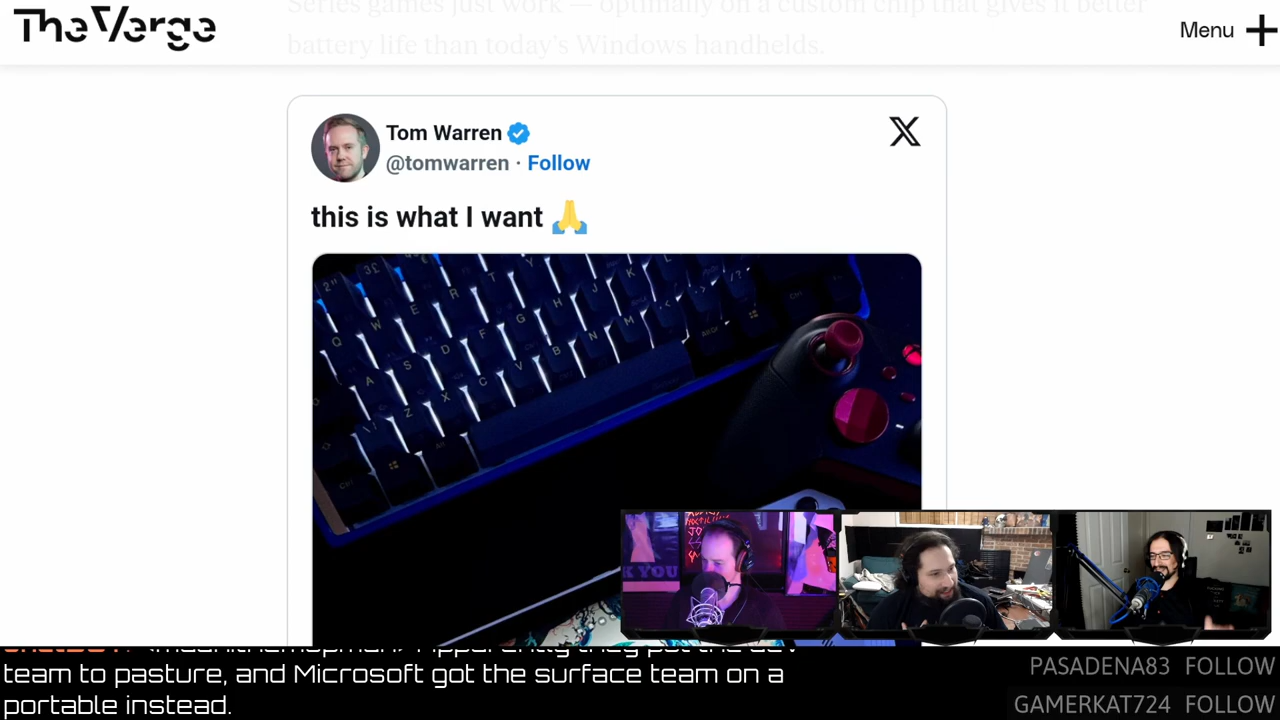 Series games just work — optimally on a custom chip that gives it better
The Verge
Menu
battery life than today's Windows handhelds.
Tom Warren
@tomwarren · Follow
this is what I want 🙏
K YOU
team to pasture, and Microsoft got the surface team on a
portable instead.
PASADENA83 FOLLOW
GAMERKAT724 FOLLOW